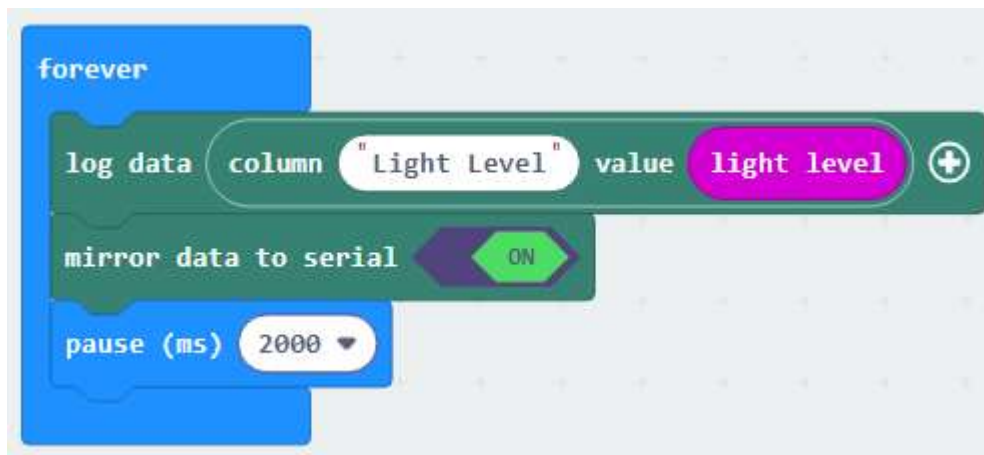 forever
log data column "Light Level" value light level
mirror data to serial ON
pause (ms) 2000